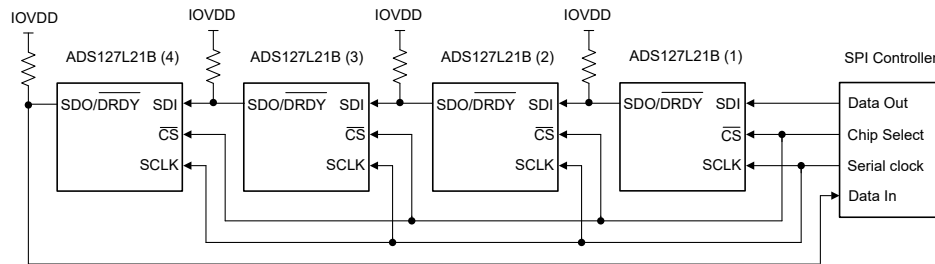 IOVDD IOVDD IOVDD IOVDD
ADS127L21B (4) ADS127L21B (3) ADS127L21B (2) ADS127L21B (1) SPI Controller
SDO/DRDY SDI SDO/DRDY SDI SDO/DRDY SDI SDO/DRDY SDI Data Out
CS CS CS CS Chip Select
SCLK SCLK SCLK SCLK Serial clock
Data In